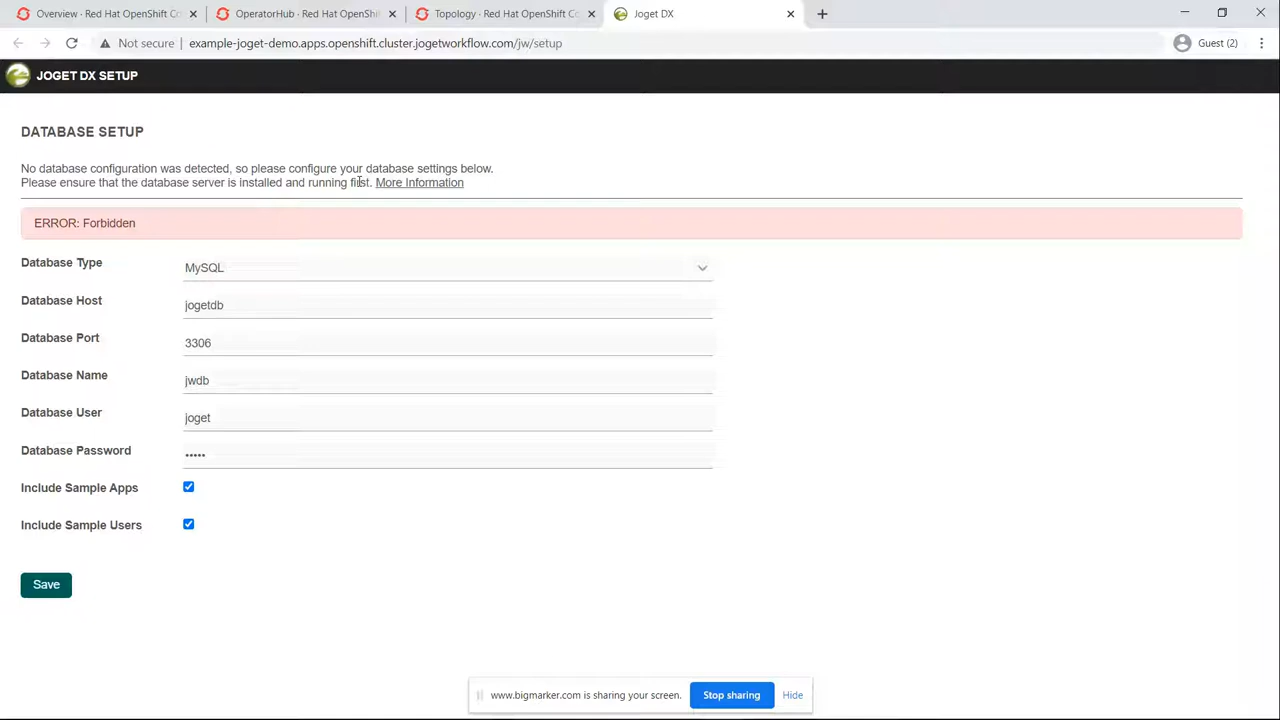 Overview · Red Hat OpenShift Co
OperatorHub · Red Hat OpenShift
Topology · Red Hat OpenShift Co
Joget DX
Not secure
example-joget-demo.apps.openshift.cluster.jogetworkflow.com/jw/setup
Guest (2)
JOGET DX SETUP
DATABASE SETUP
No database configuration was detected, so please configure your database settings below.
Please ensure that the database server is installed and running first. More Information
ERROR: Forbidden
Database Type
MySQL
Database Host
jogetdb
Database Port
3306
Database Name
jwdb
Database User
joget
Database Password
•••••
Include Sample Apps
Include Sample Users
Save
www.bigmarker.com is sharing your screen.
Stop sharing
Hide